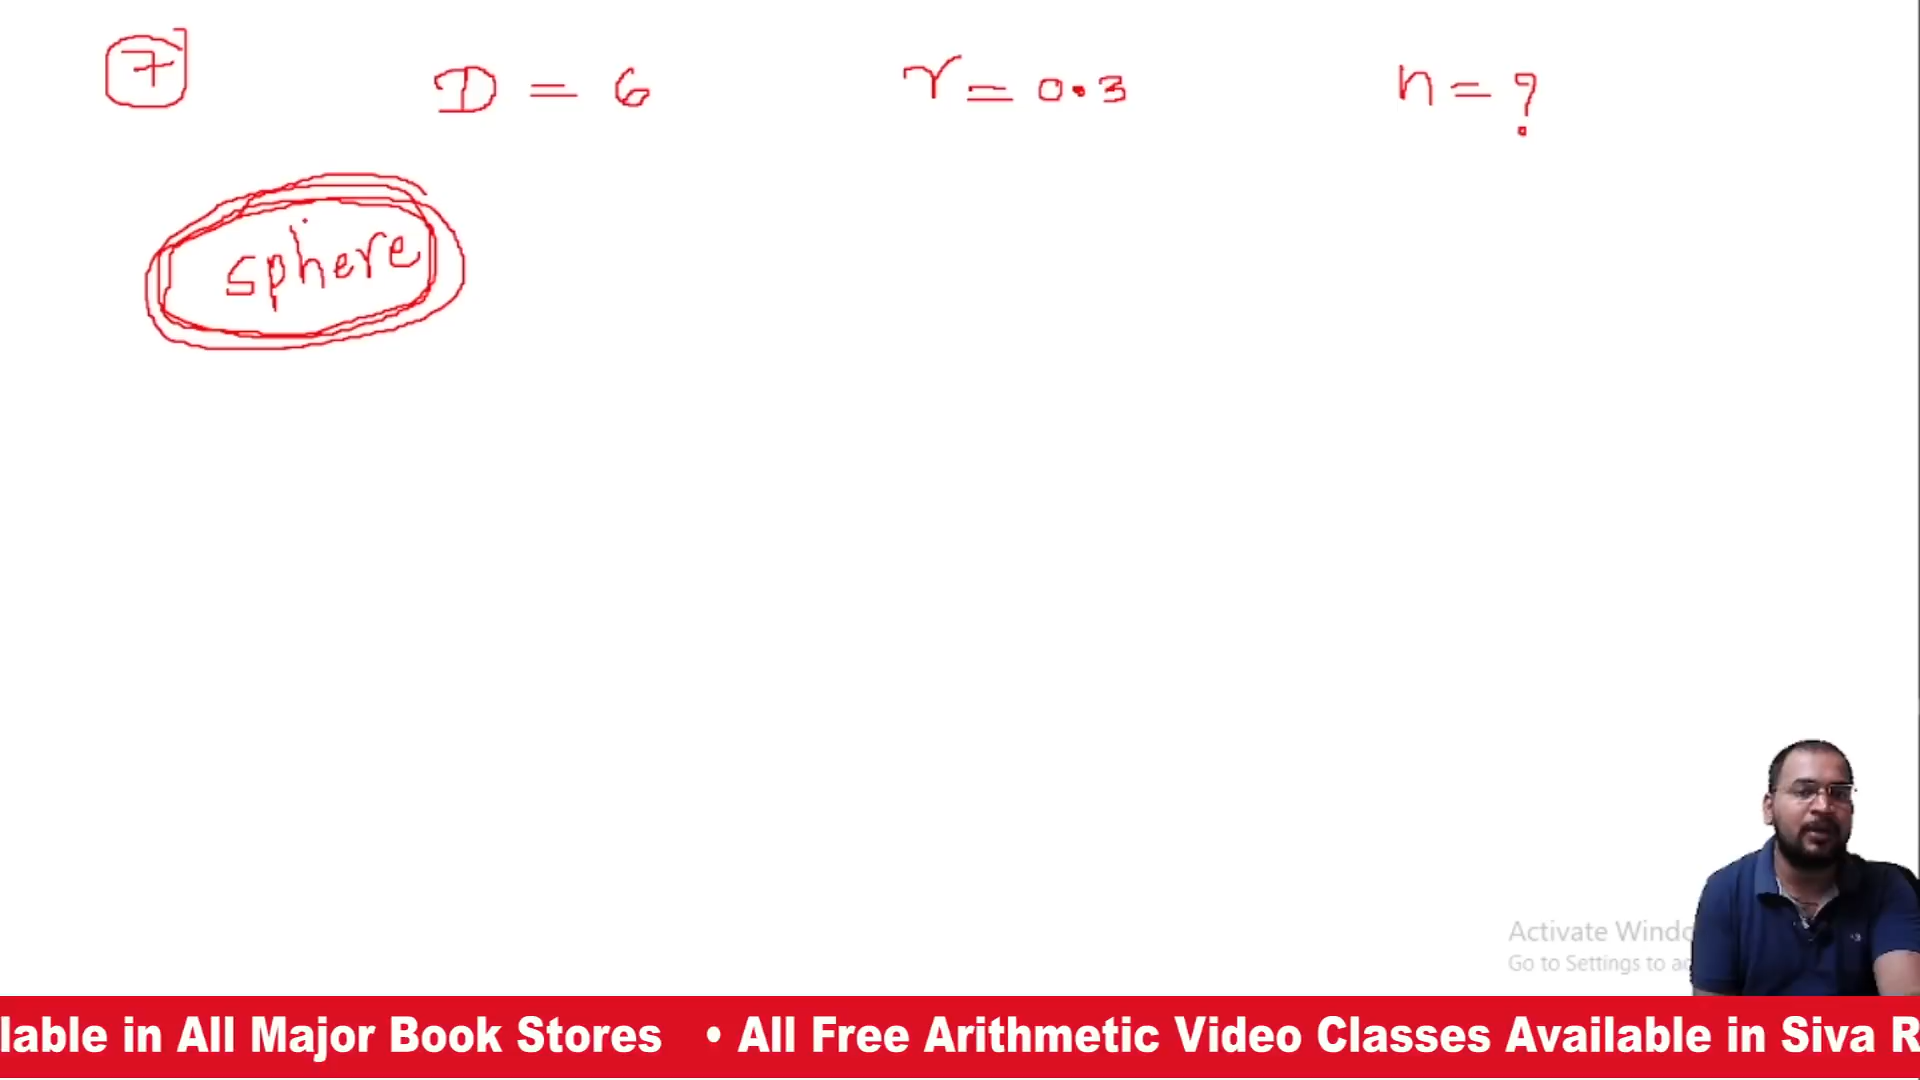 7 D = 6 r = 0.3 n = ?
sphere
Activate Windo
Go to Settings to ac
lable in All Major Book Stores • All Free Arithmetic Video Classes Available in Siva R